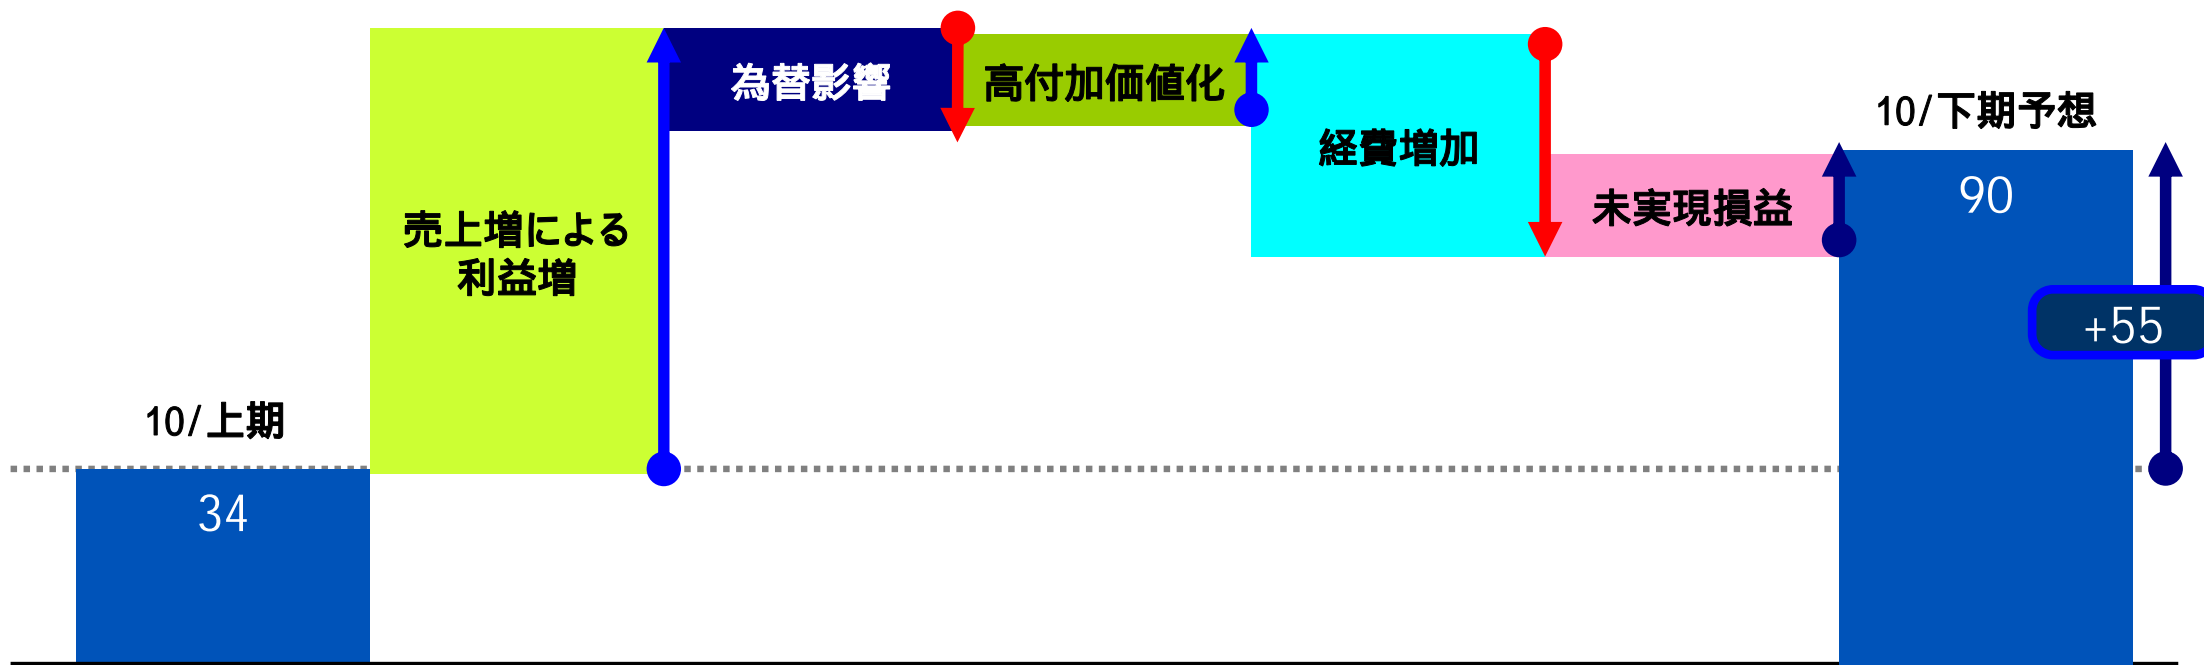 10/上期
34
売上増による
利益増
為替影響
高付加価値化
経費増加
未実現損益
10/下期予想
90
+55